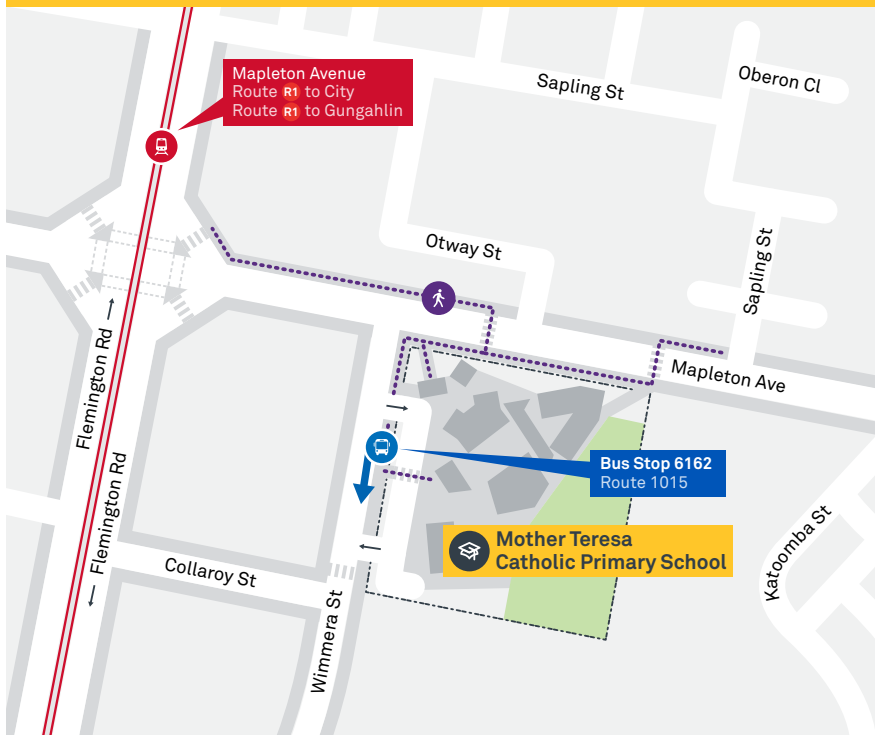 Mapleton Avenue
Route R1 to City
Route R1 to Gungahlin
Sapling St
Oberon Cl
Otway St
Sapling St
Flemington Rd
Mapleton Ave
Bus Stop 6162
Route 1015
Flemington Rd
Mother Teresa
Catholic Primary School
Katoomba St
Collaroy St
Wimmera St